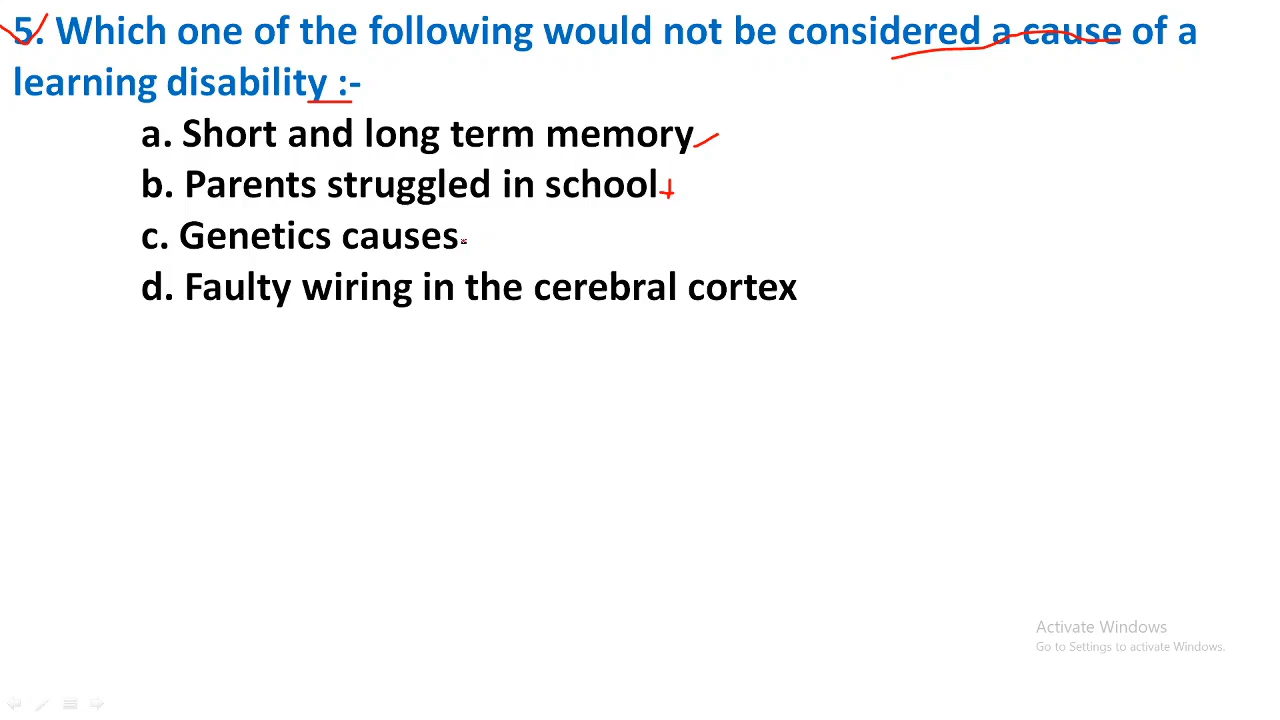 5. Which one of the following would not be considered a cause of a
learning disability :-
a. Short and long term memory
b. Parents struggled in school
c. Genetics causes
d. Faulty wiring in the cerebral cortex
Activate Windows
Go to Settings to activate Windows.